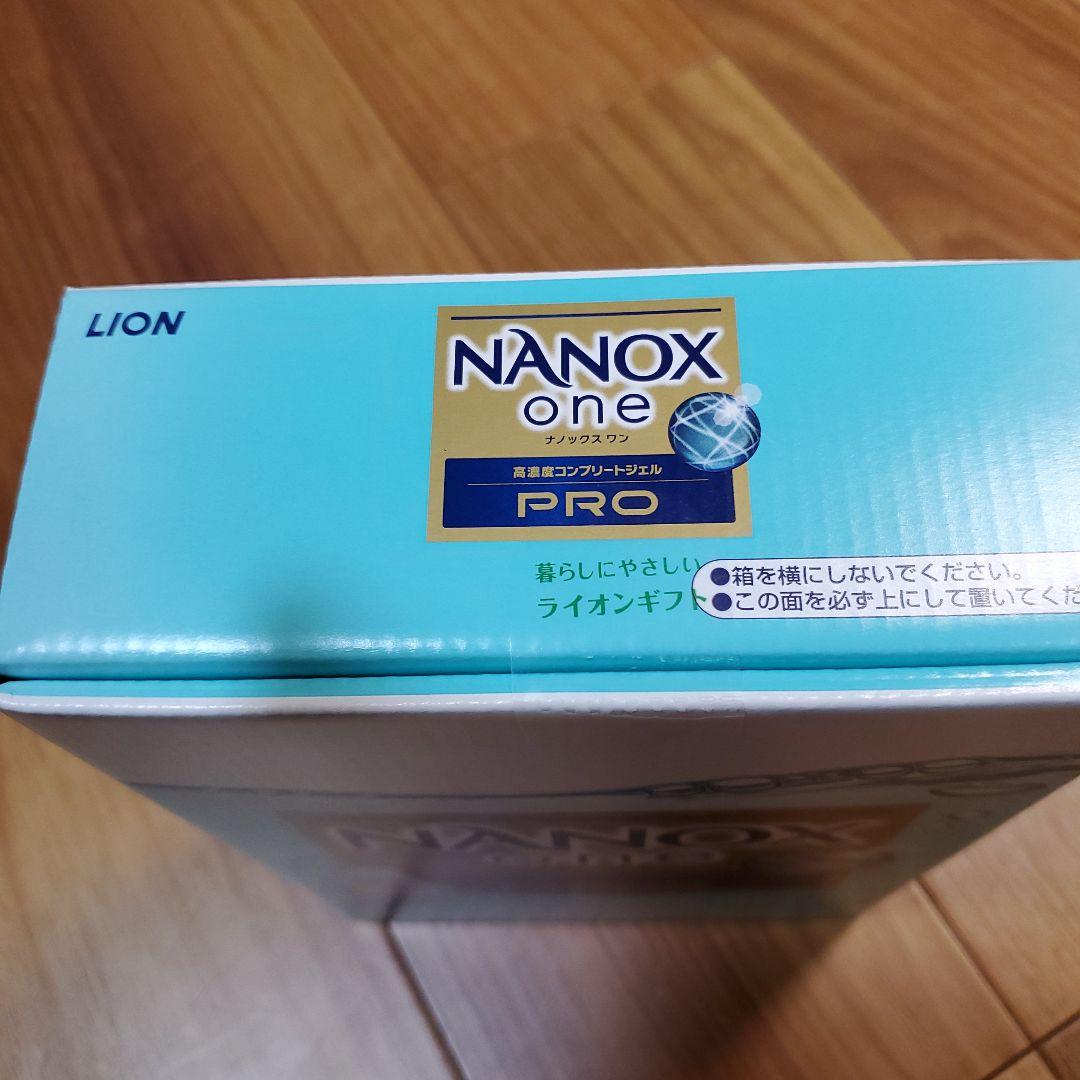 LION
NANOX
one
ナノックス ワン
高濃度コンプリートジェル
PRO
暮らしにやさしい
ライオンギフト
●箱を横にしないでください。
●この面を必ず上にして置いてくだ
NANOX
one